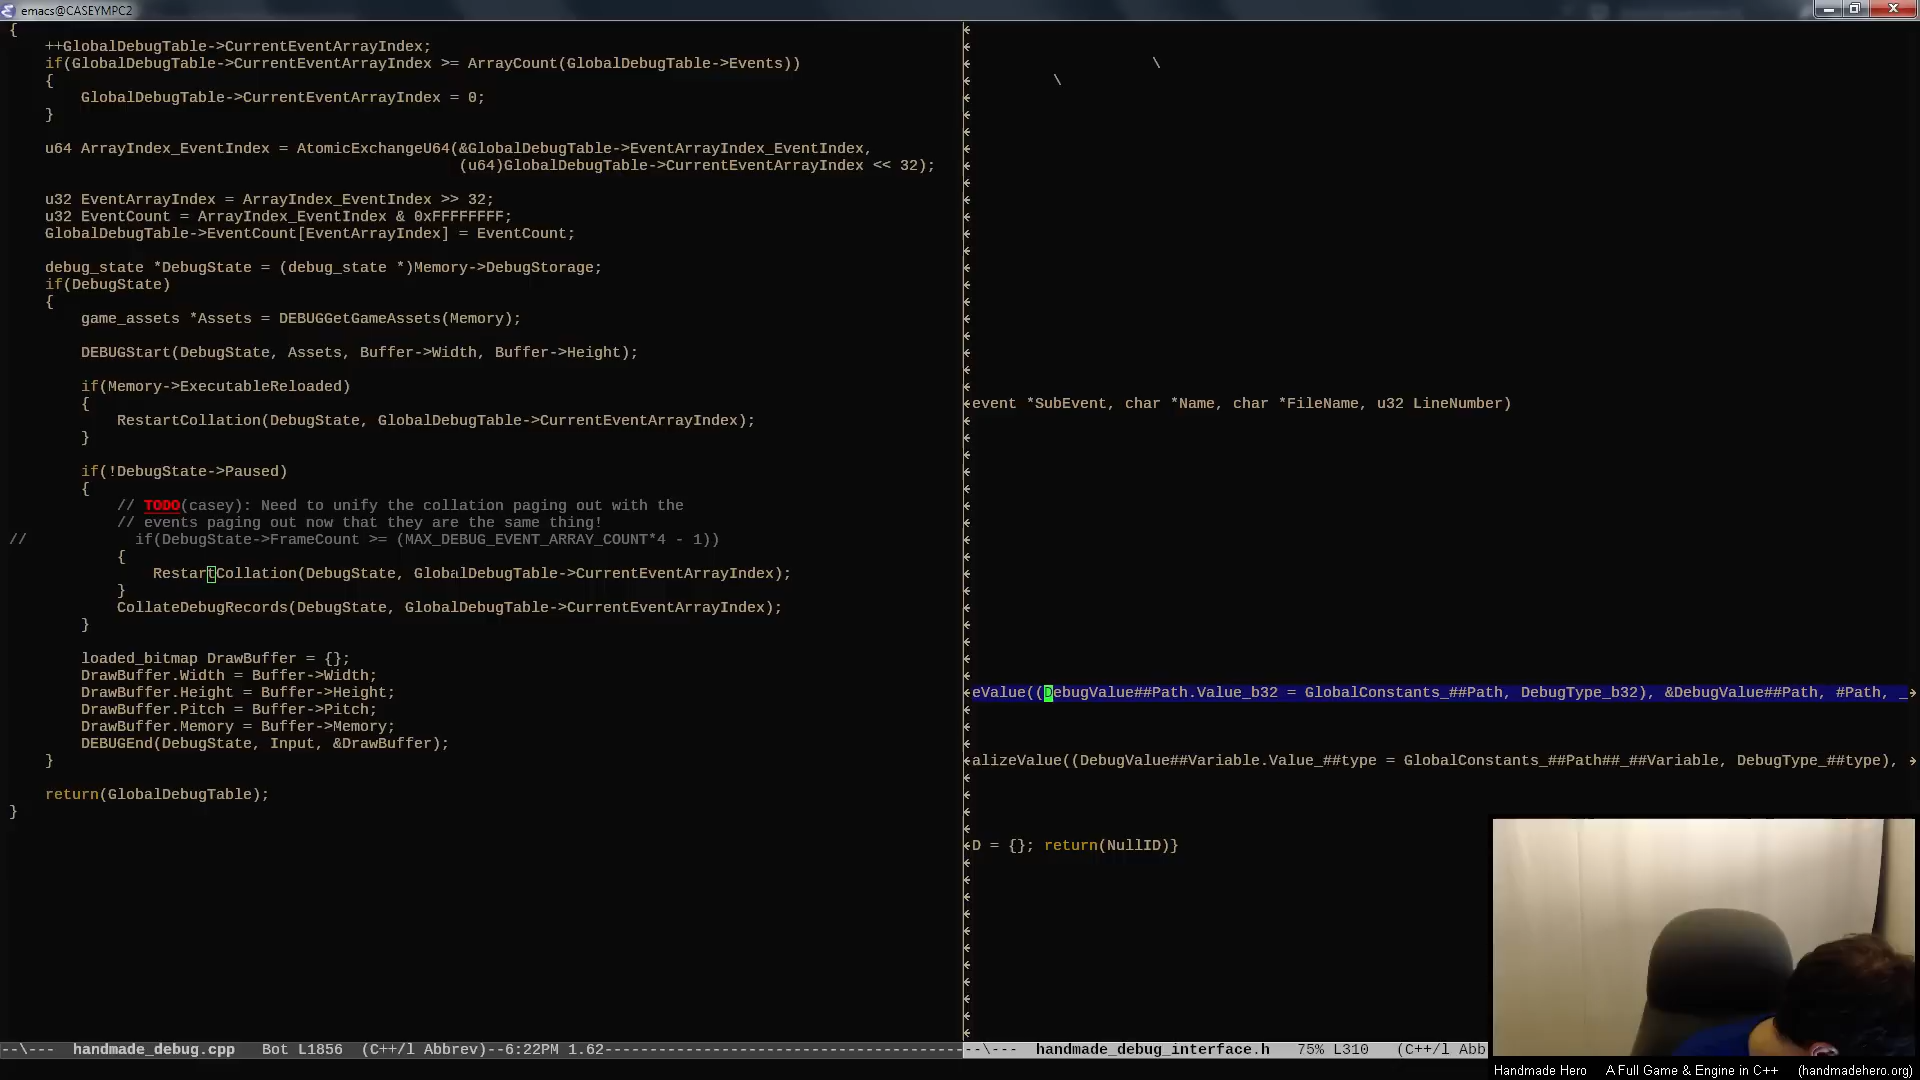 emacs@CASEYMPC2
{
++GlobalDebugTable->CurrentEventArrayIndex;
if(GlobalDebugTable->CurrentEventArrayIndex >= ArrayCount(GlobalDebugTable->Events))
{
GlobalDebugTable->CurrentEventArrayIndex = 0;
}
u64 ArrayIndex_EventIndex = AtomicExchangeU64(&GlobalDebugTable->EventArrayIndex_EventIndex,
(u64)GlobalDebugTable->CurrentEventArrayIndex << 32);
u32 EventArrayIndex = ArrayIndex_EventIndex >> 32;
u32 EventCount = ArrayIndex_EventIndex & 0xFFFFFFFF;
GlobalDebugTable->EventCount[EventArrayIndex] = EventCount;
debug_state *DebugState = (debug_state *)Memory->DebugStorage;
if(DebugState)
{
game_assets *Assets = DEBUGGetGameAssets(Memory);
DEBUGStart(DebugState, Assets, Buffer->Width, Buffer->Height);
if(Memory->ExecutableReloaded)
{
RestartCollation(DebugState, GlobalDebugTable->CurrentEventArrayIndex);
}
if(!DebugState->Paused)
{
// TODO(casey): Need to unify the collation paging out with the
// events paging out now that they are the same thing!
// if(DebugState->FrameCount >= (MAX_DEBUG_EVENT_ARRAY_COUNT*4 - 1))
{
RestartCollation(DebugState, GlobalDebugTable->CurrentEventArrayIndex);
}
CollateDebugRecords(DebugState, GlobalDebugTable->CurrentEventArrayIndex);
}
loaded_bitmap DrawBuffer = {};
DrawBuffer.Width = Buffer->Width;
DrawBuffer.Height = Buffer->Height;
DrawBuffer.Pitch = Buffer->Pitch;
DrawBuffer.Memory = Buffer->Memory;
DEBUGEnd(DebugState, Input, &DrawBuffer);
}
return(GlobalDebugTable);
}
--\--- handmade_debug.cpp Bot L1856 (C++/l Abbrev)--6:22PM 1.62----------------------------------------
\
\
event *SubEvent, char *Name, char *FileName, u32 LineNumber)
eValue((DebugValue##Path.Value_b32 = GlobalConstants_##Path, DebugType_b32), &DebugValue##Path, #Path, _
alizeValue((DebugValue##Variable.Value_##type = GlobalConstants_##Path##_##Variable, DebugType_##type),
D = {}; return(NullID)}
--\--- handmade_debug_interface.h 75% L310 (C++/l Abb
Handmade Hero A Full Game & Engine in C++ (handmadehero.org)